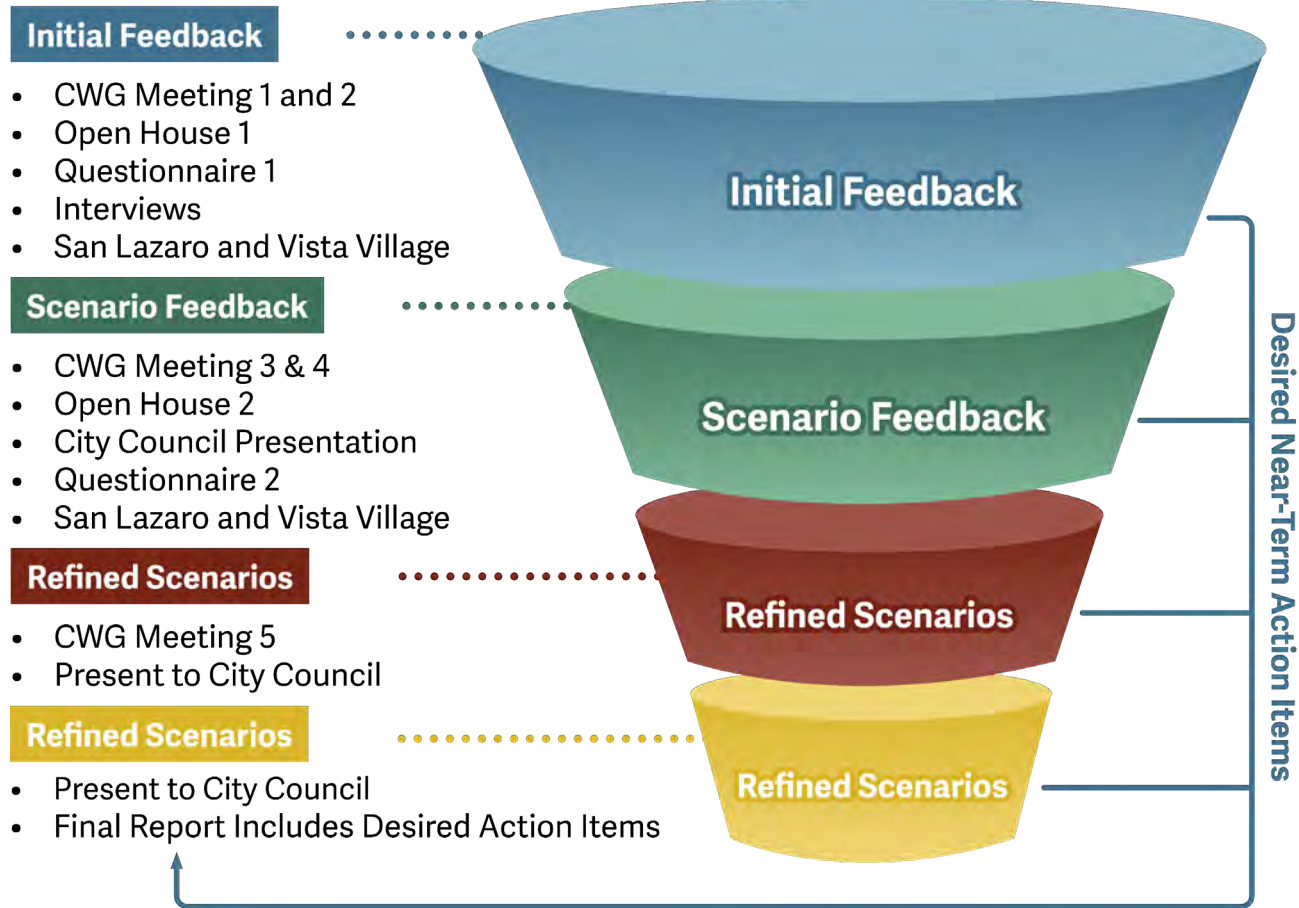 Initial Feedback
• CWG Meeting 1 and 2
• Open House 1
• Questionnaire 1
• Interviews
• San Lazaro and Vista Village
Scenario Feedback
• CWG Meeting 3 & 4
• Open House 2
• City Council Presentation
• Questionnaire 2
• San Lazaro and Vista Village
Refined Scenarios
• CWG Meeting 5
• Present to City Council
Refined Scenarios
• Present to City Council
• Final Report Includes Desired Action Items
Initial Feedback
Scenario Feedback
Refined Scenarios
Refined Scenarios
Desired Near-Term Action Items